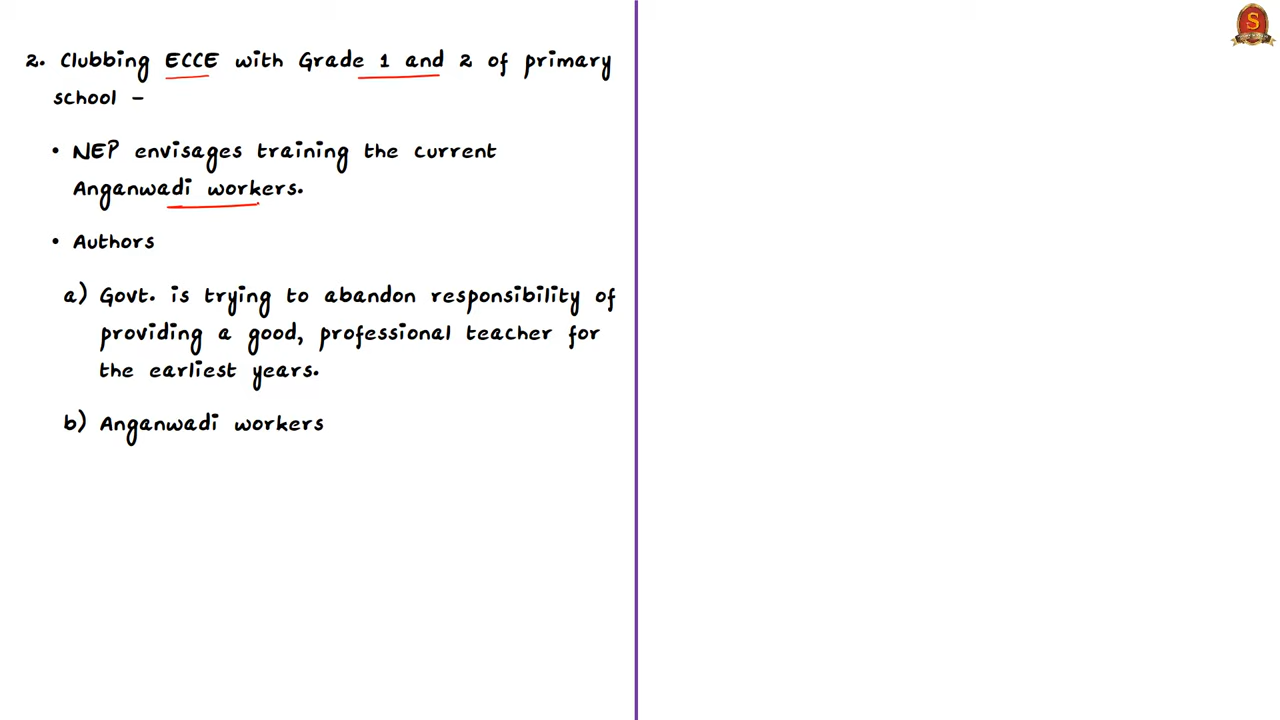 2. Clubbing ECCE with Grade 1 and 2 of primary
school -
• NEP envisages training the current
Anganwadi workers.
• Authors
a) Govt. is trying to abandon responsibility of
providing a good, professional teacher for
the earliest years.
b) Anganwadi workers
S